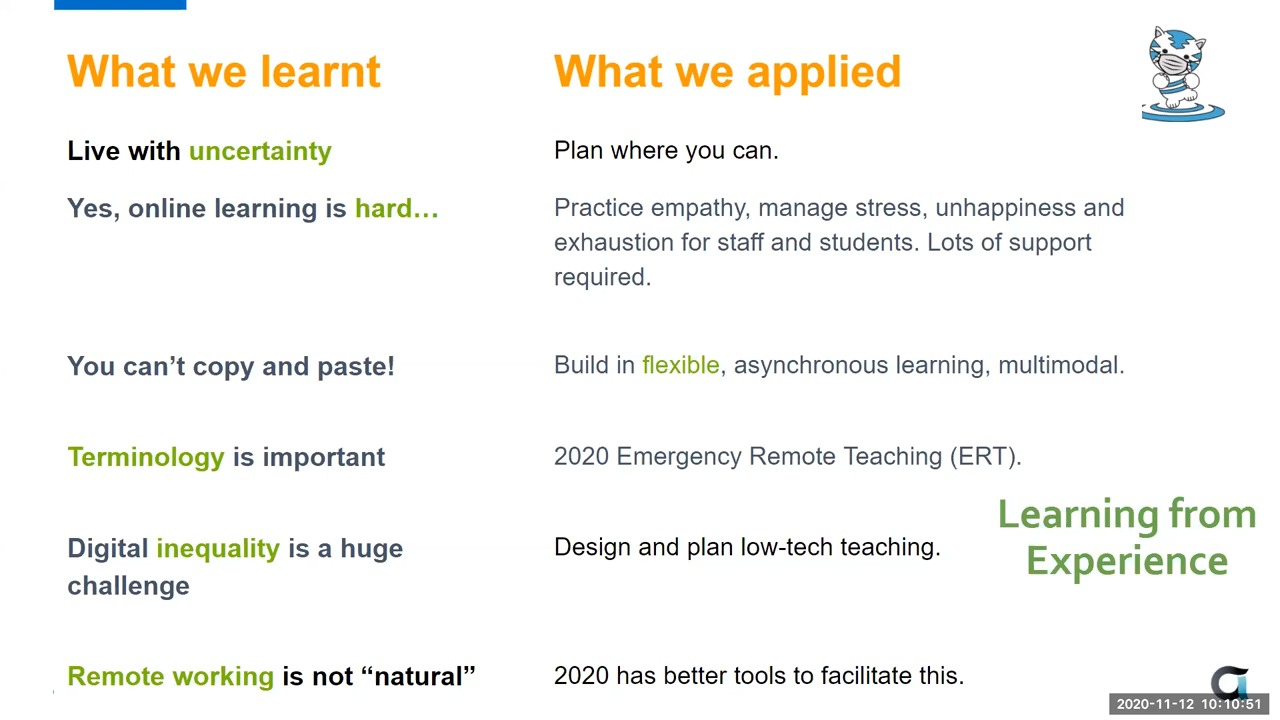 What we learnt
What we applied
Live with uncertainty
Plan where you can.
Yes, online learning is hard…
Practice empathy, manage stress, unhappiness and
exhaustion for staff and students. Lots of support
required.
You can’t copy and paste!
Build in flexible, asynchronous learning, multimodal.
Terminology is important
2020 Emergency Remote Teaching (ERT).
Learning from
Experience
Digital inequality is a huge
challenge
Design and plan low-tech teaching.
Remote working is not “natural”
2020 has better tools to facilitate this.
2020-11-12 10:10:51